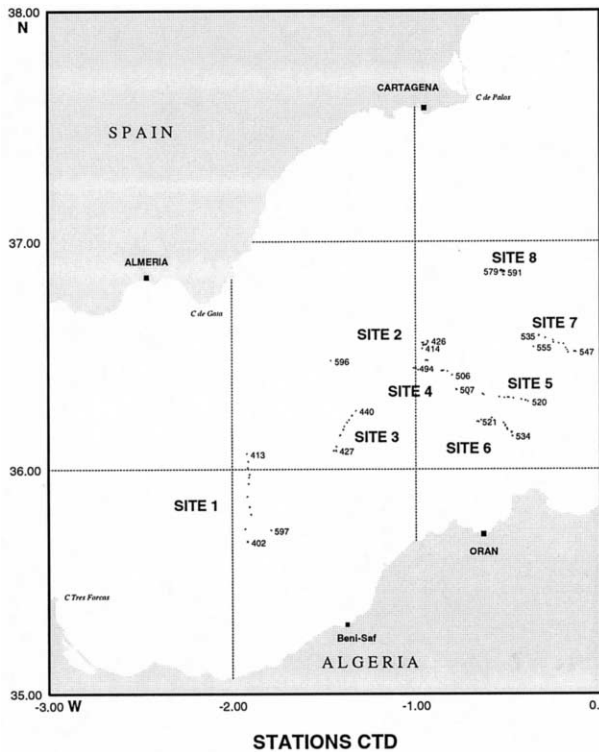 38.00
N
CARTAGENA
C de Palos
SPAIN
37.00
ALMERIA
SITE 8
579 591
C de Gata
SITE 7
535
SITE 2
426
414
555 547
596
494
506
SITE 4
SITE 5
507
520
440
521
SITE 3
SITE 6
534
427
413
36.00
SITE 1
597
402
ORAN
C Tres Forcas
Beni-Saf
ALGERIA
35.00
-3.00 W -2.00 -1.00 0.
STATIONS CTD